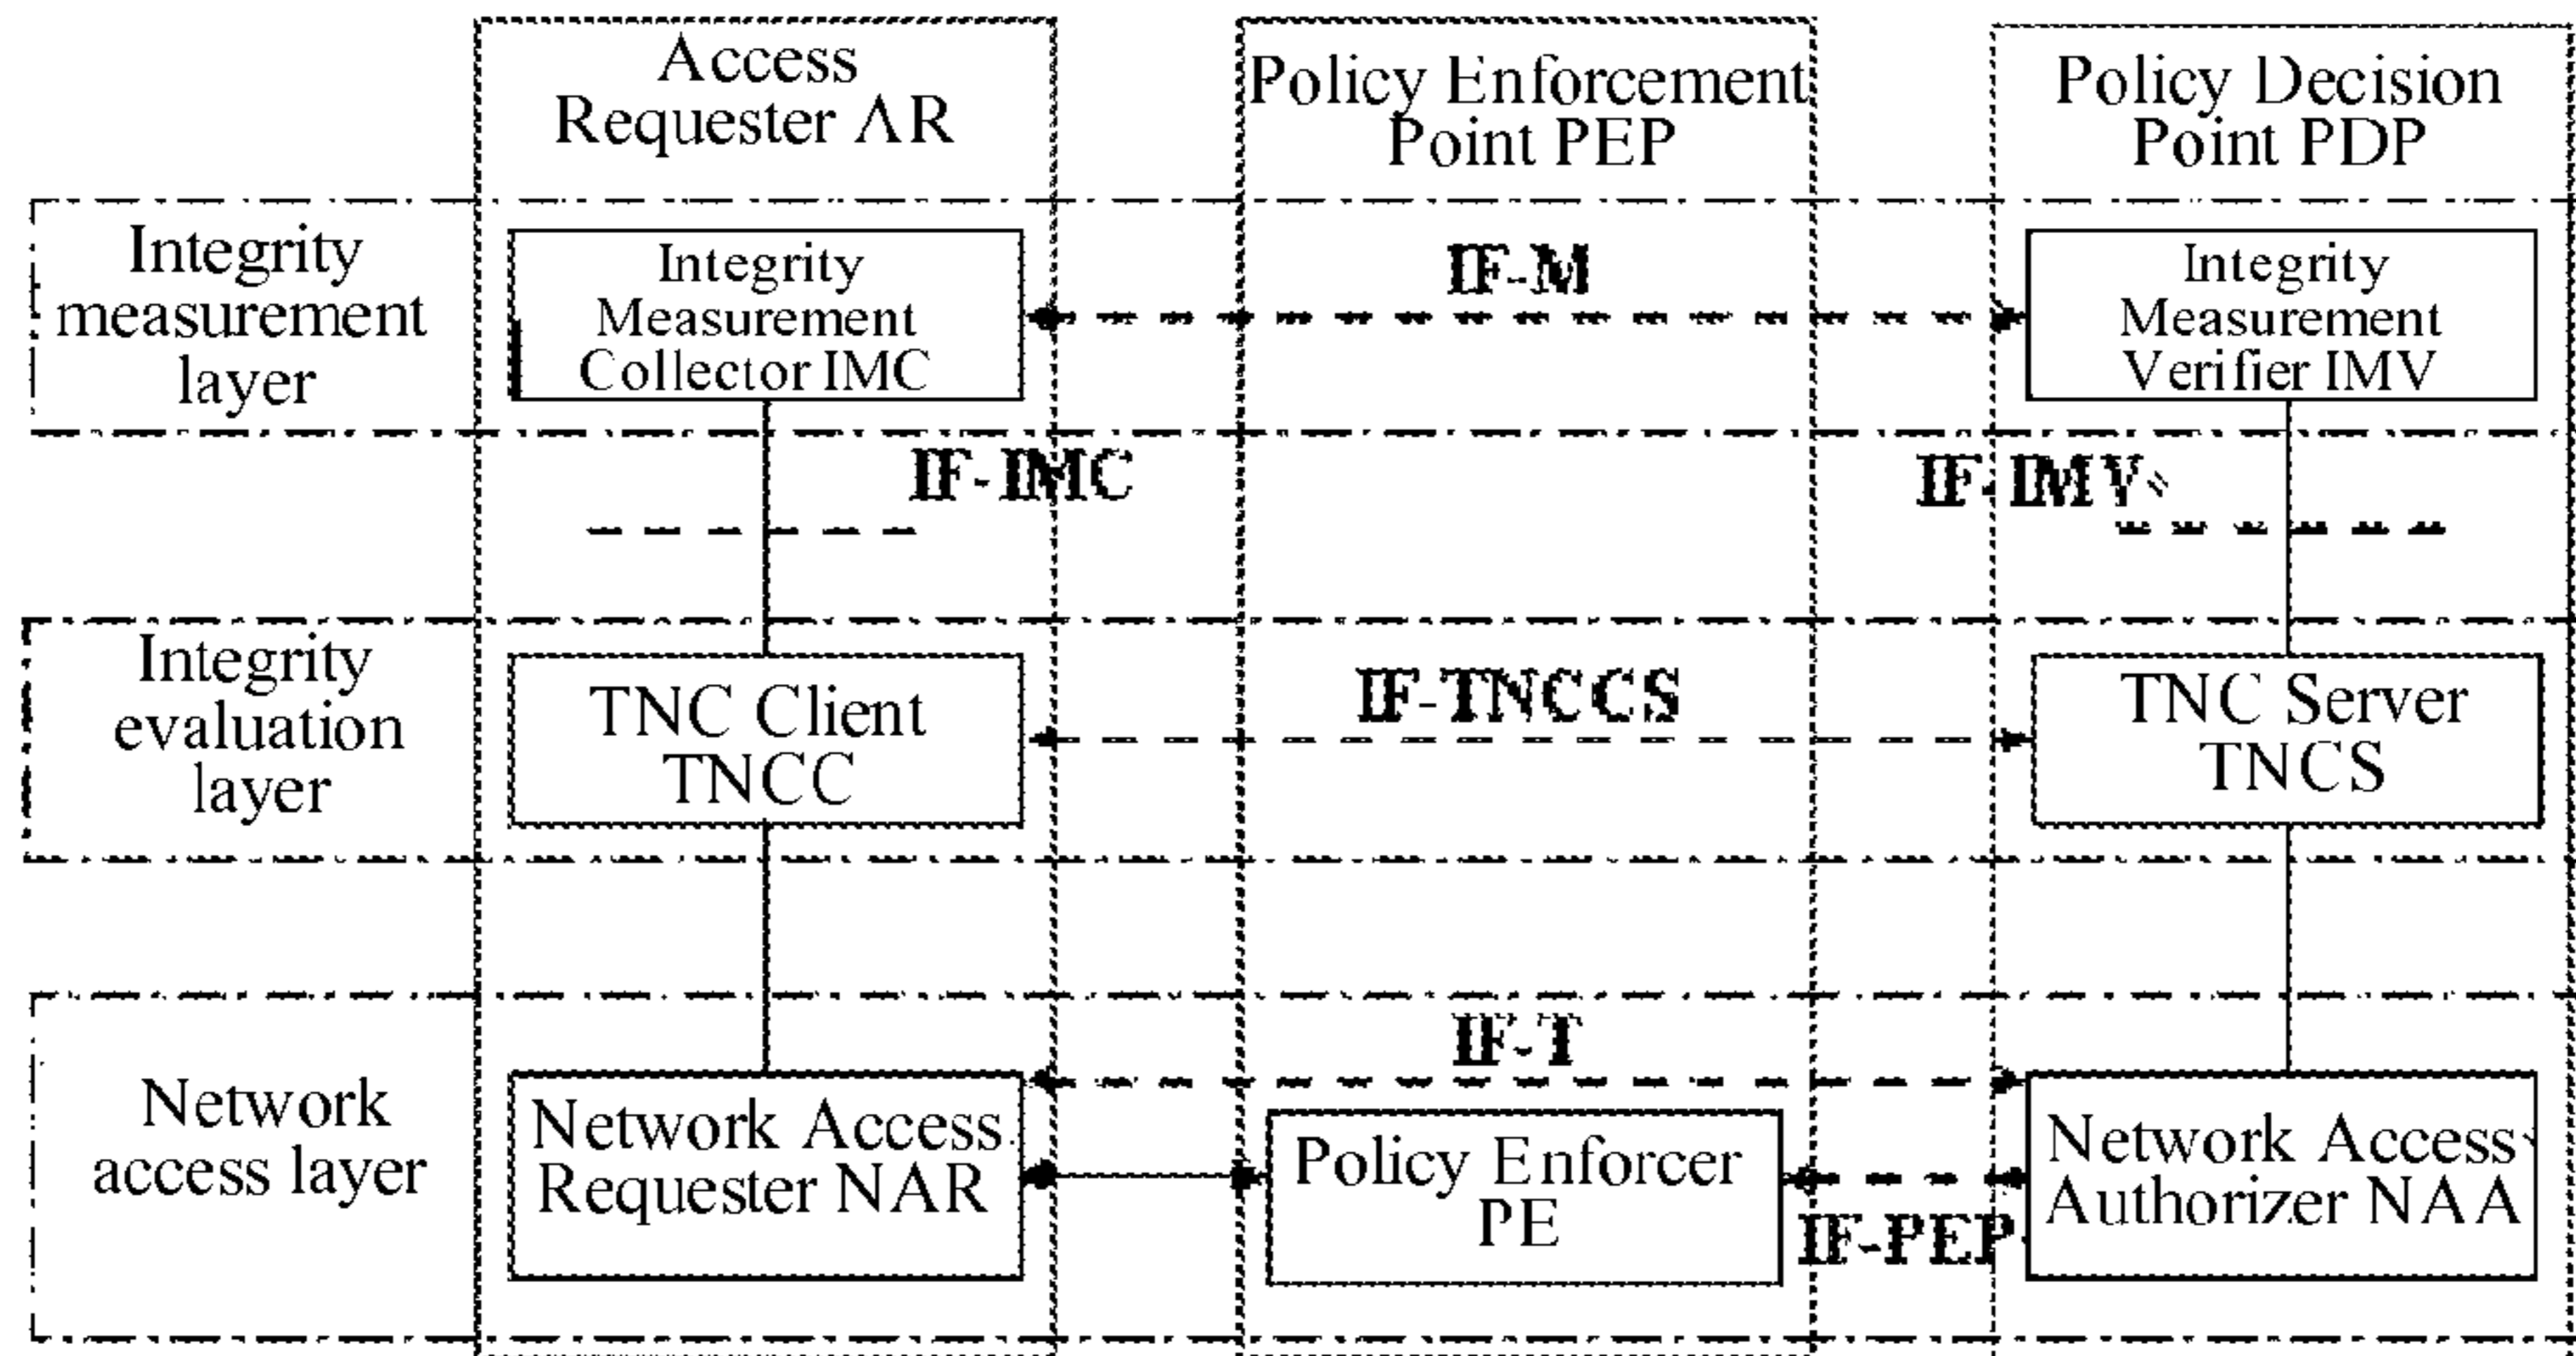 Access
Requester AR
Policy Enforcement
Point PEP
Policy Decision
Point PDP
Integrity
measurement
layer
Integrity
Measurement
Collector IMC
IF-M
Integrity
Measurement
Verifier IMV
IF-IMC
IF-IMV
Integrity
evaluation
layer
TNC Client
TNCC
IF-TNCCS
TNC Server
TNCS
Network
access layer
IF-T
Network Access
Requester NAR
Policy Enforcer
PE
IF-PEP
Network Access
Authorizer NAA